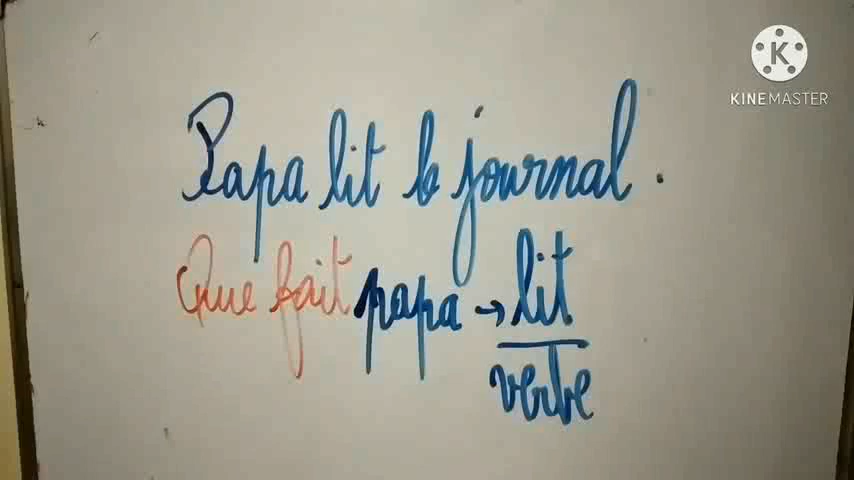 K
KINEMASTER
Papa lit le journal.
Que fait papa → lit
verbe